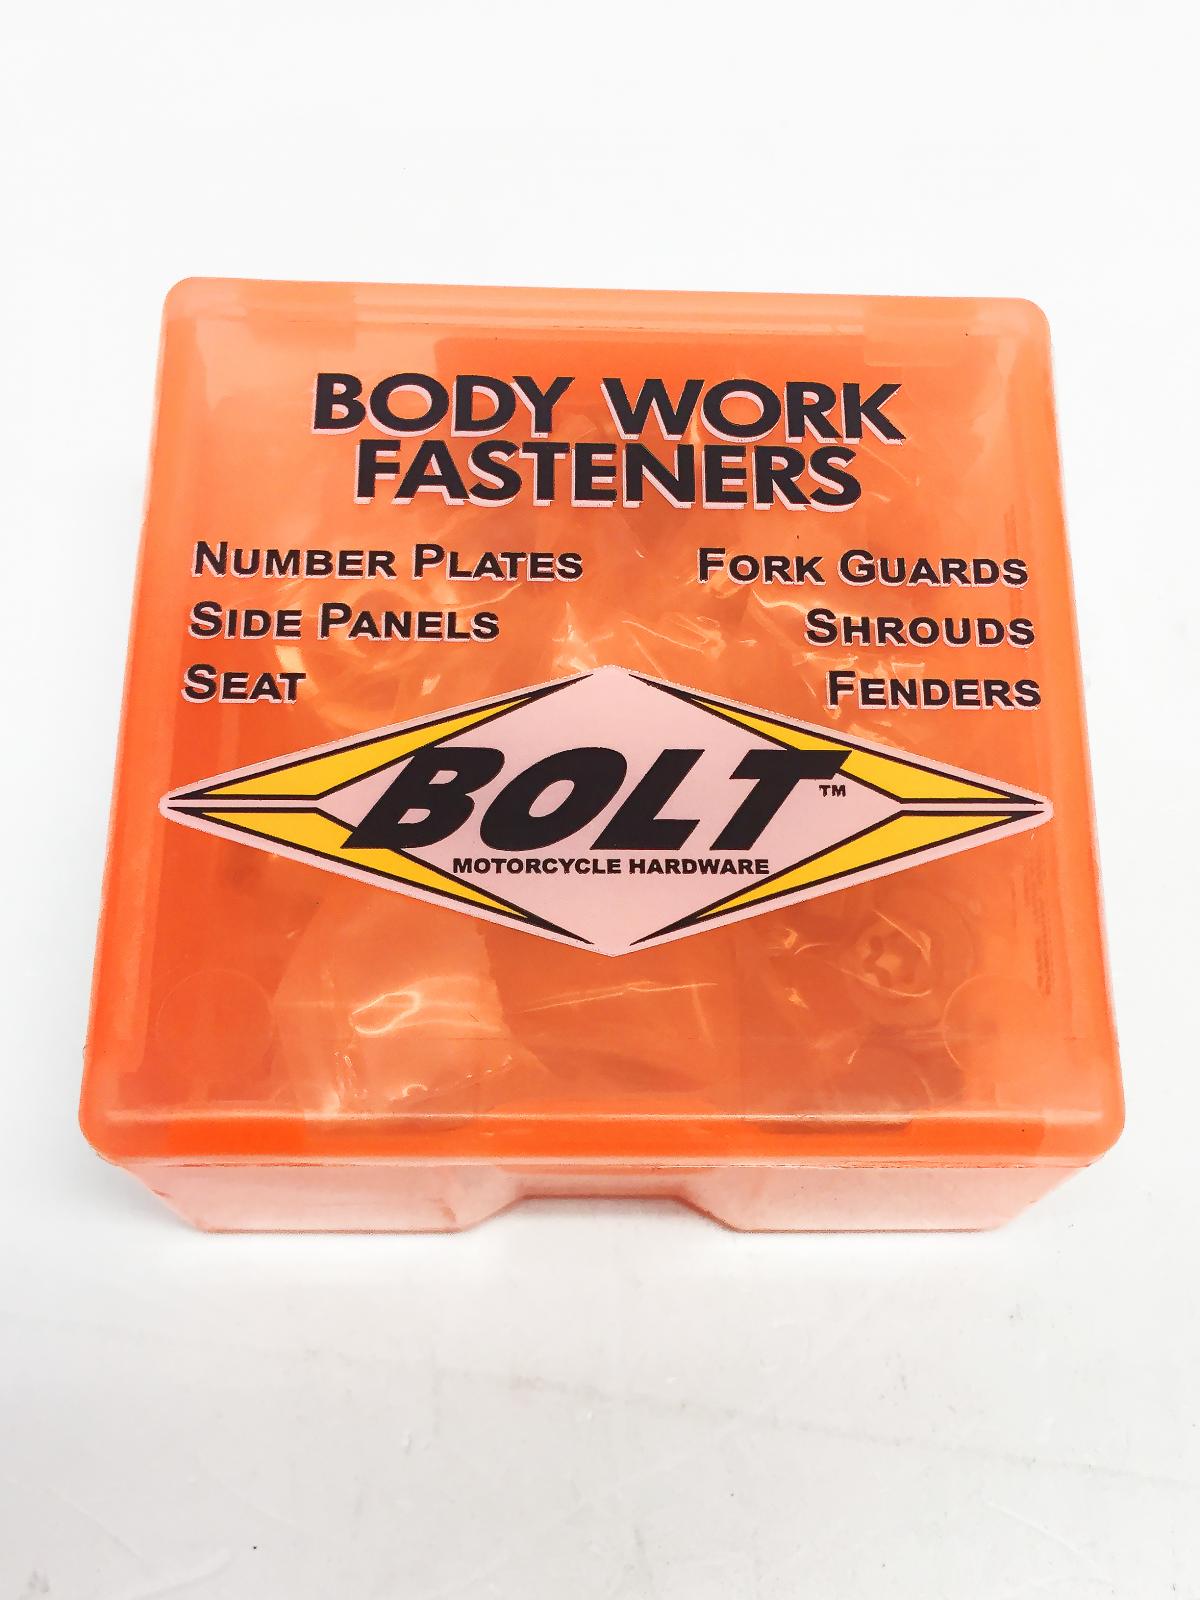 BODY WORK
FASTENERS
NUMBER PLATES
SIDE PANELS
SEAT
FORK GUARDS
SHROUDS
FENDERS
BOLT™
MOTORCYCLE HARDWARE